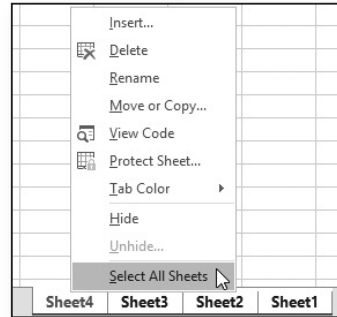 Insert...
Delete
Rename
Move or Copy...
View Code
Protect Sheet...
Tab Color
Hide
Unhide...
Select All Sheets
Sheet4 Sheet3 Sheet2 Sheet1